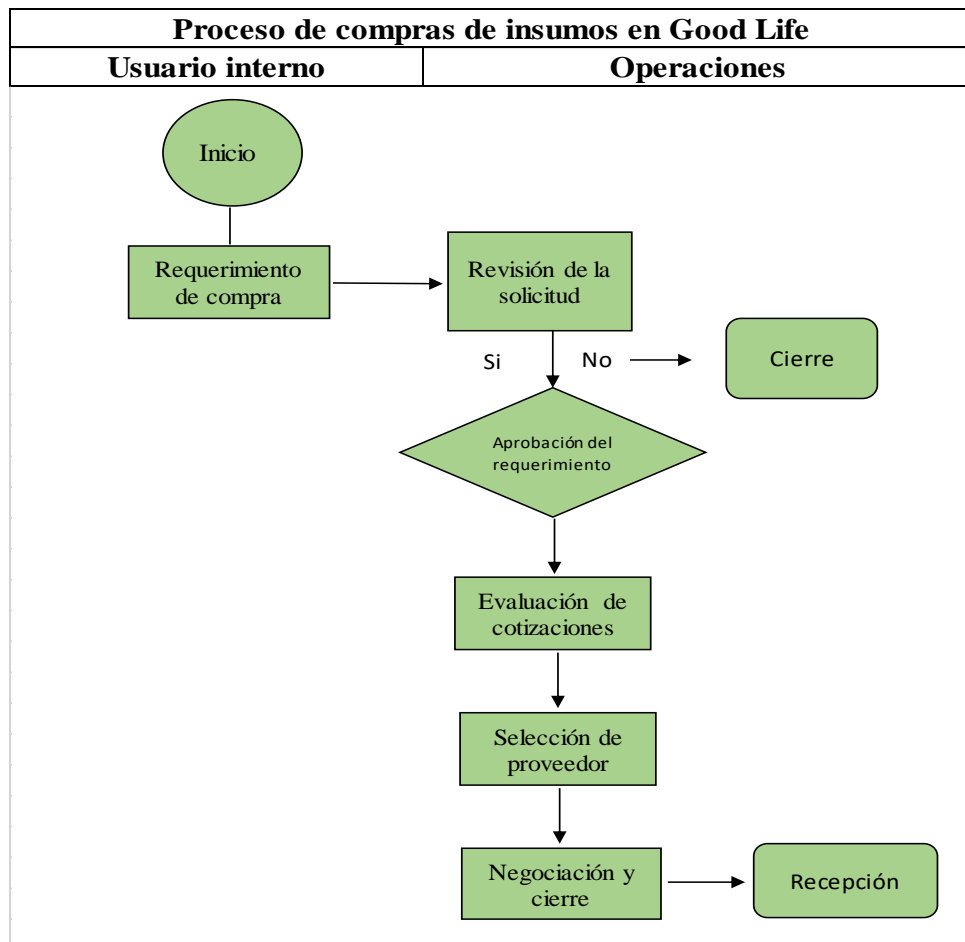 Proceso de compras de insumos en Good Life
Usuario interno
Operaciones
Inicio
Requerimiento
de compra
Revisión de la
solicitud
Si
No
Cierre
Aprobación del
requerimiento
Evaluación de
cotizaciones
Selección de
proveedor
Negociación y
cierre
Recepción